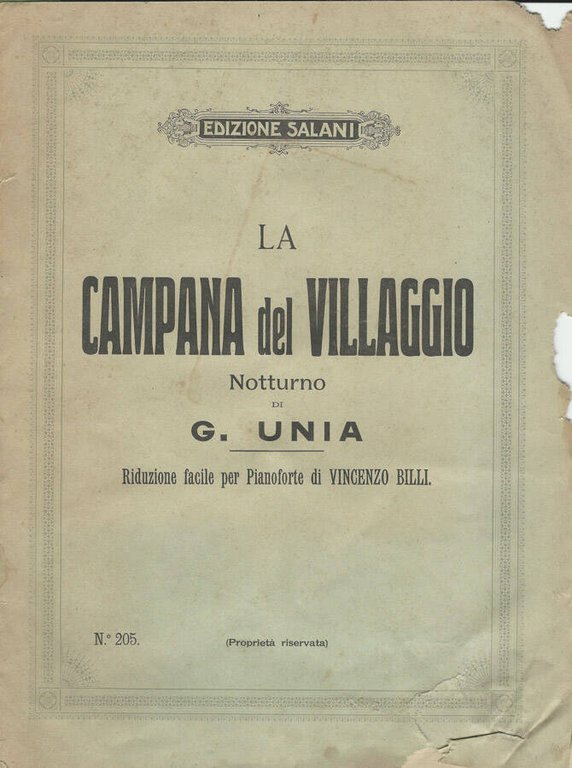 EDIZIONE SALANI
LA
CAMPANA del VILLAGGIO
Notturno
DI
G. UNIA
Riduzione facile per Pianoforte di VINCENZO BILLI.
N.° 205.
(Proprietà riservata)